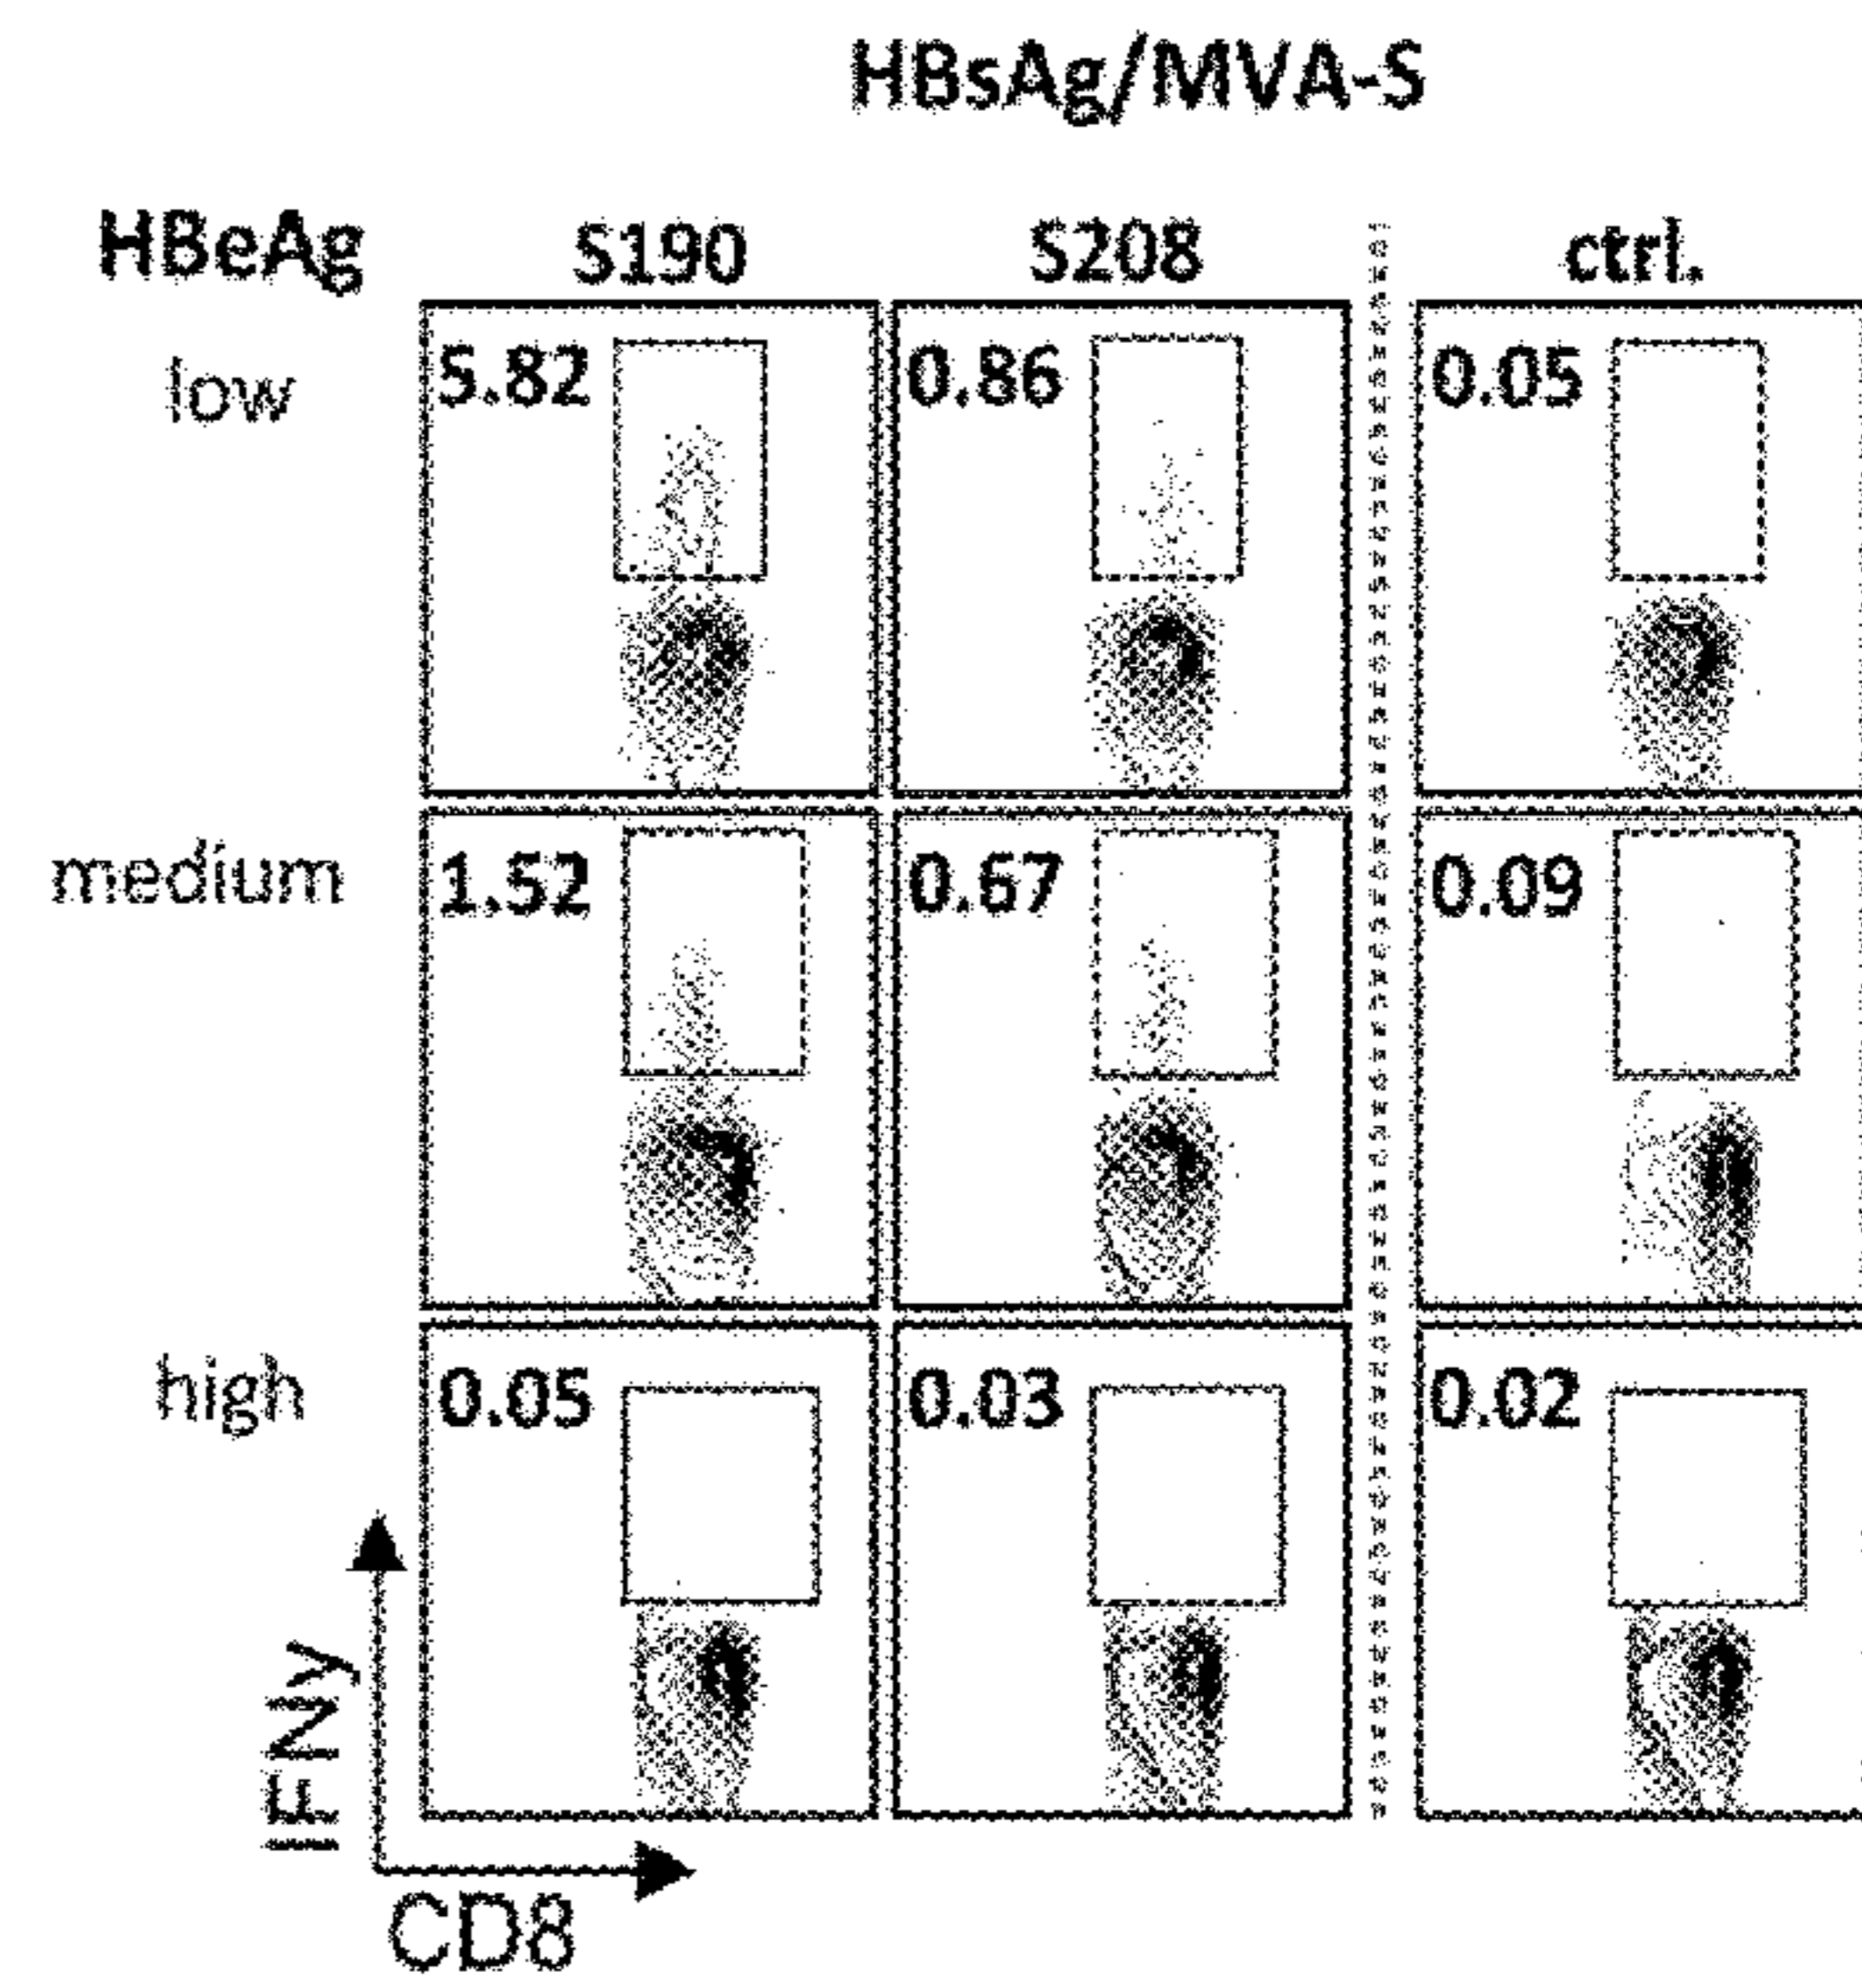 HBsAg/MVA-S
HBeAg S190 S208 ctrl.
low 5.82 0.86 0.05
medium 1.52 0.67 0.09
high 0.05 0.03 0.02
IFNγ
CD8